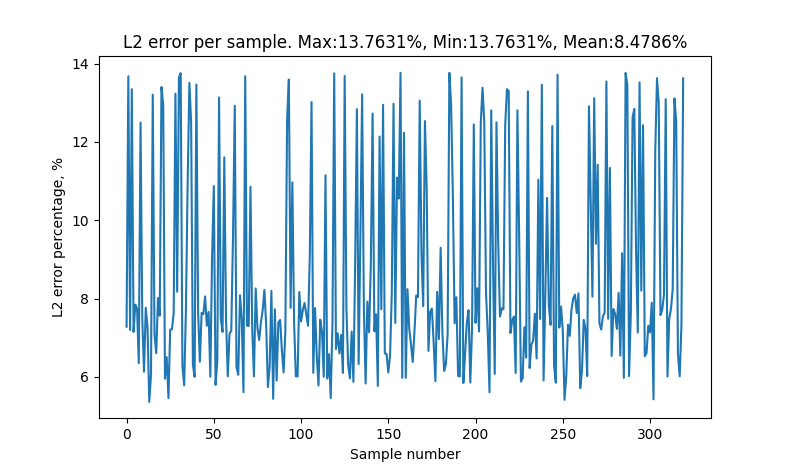 L2 error per sample. Max:13.7631%, Min:13.7631%, Mean:8.4786%
14
12
10
8
6
L2 error percentage, %
0 50 100 150 200 250 300
Sample number